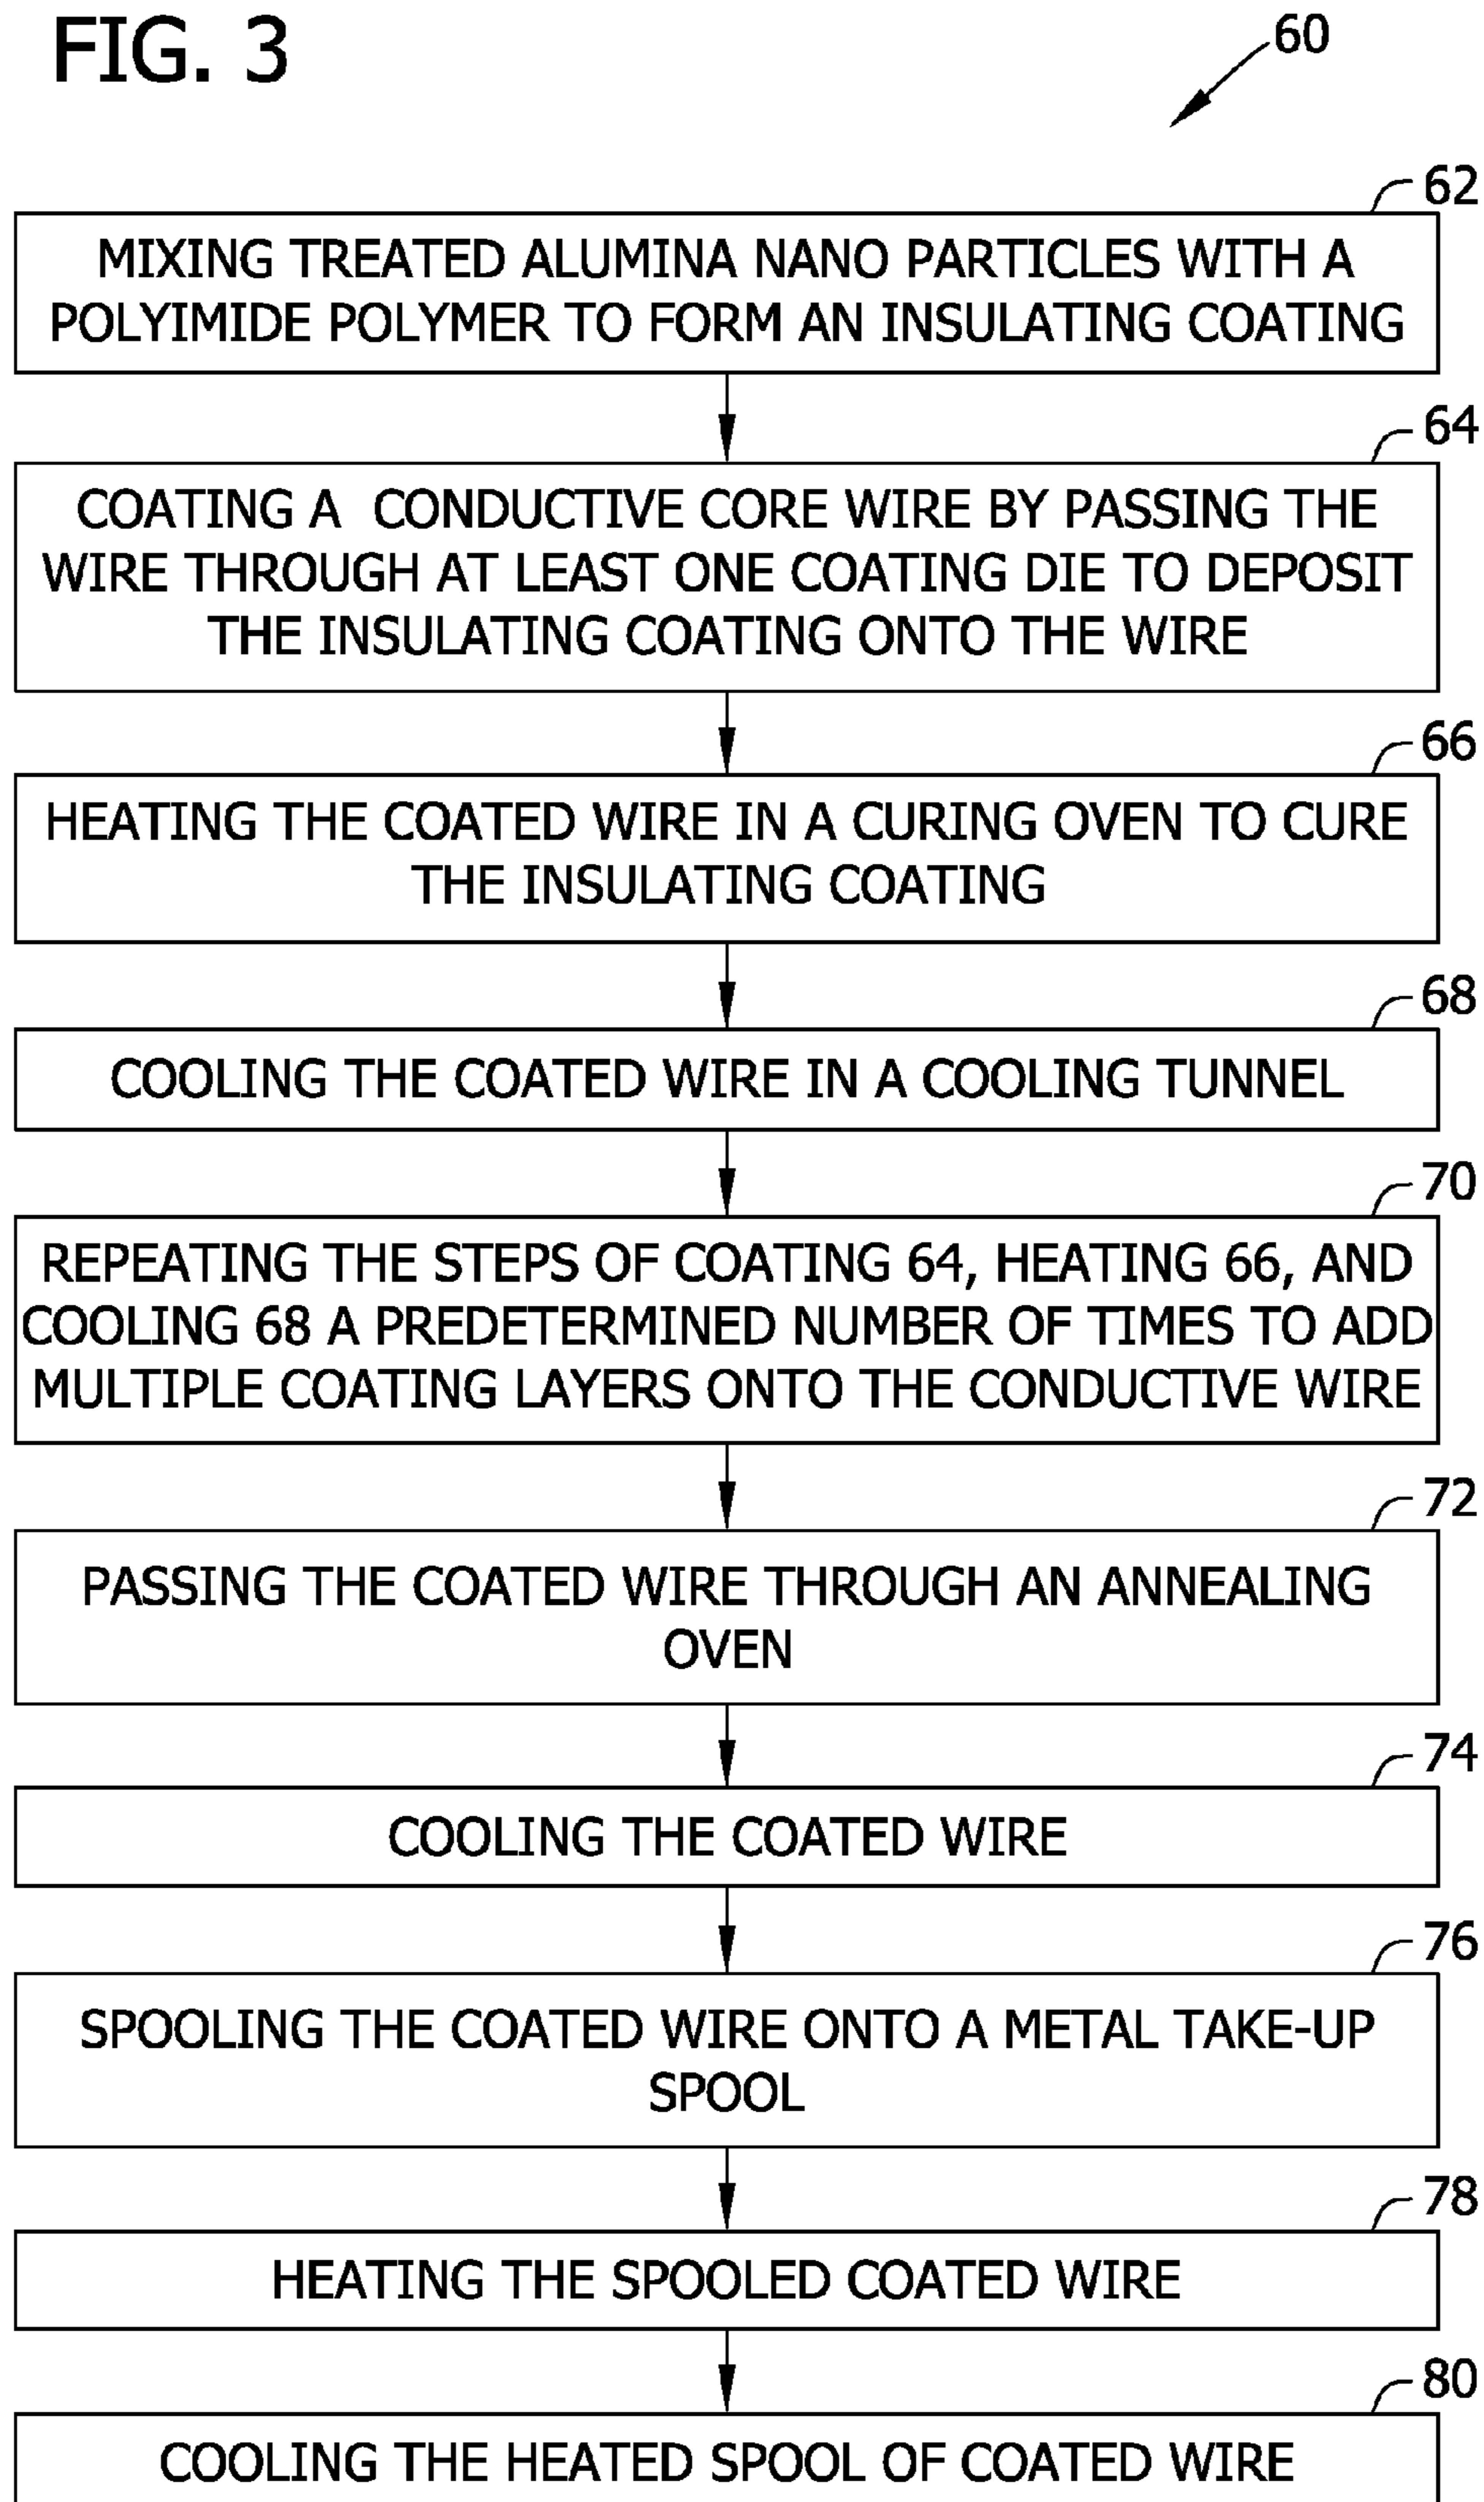 FIG. 3
60
62
MIXING TREATED ALUMINA NANO PARTICLES WITH A
POLYIMIDE POLYMER TO FORM AN INSULATING COATING
64
COATING A CONDUCTIVE CORE WIRE BY PASSING THE
WIRE THROUGH AT LEAST ONE COATING DIE TO DEPOSIT
THE INSULATING COATING ONTO THE WIRE
66
HEATING THE COATED WIRE IN A CURING OVEN TO CURE
THE INSULATING COATING
68
COOLING THE COATED WIRE IN A COOLING TUNNEL
70
REPEATING THE STEPS OF COATING 64, HEATING 66, AND
COOLING 68 A PREDETERMINED NUMBER OF TIMES TO ADD
MULTIPLE COATING LAYERS ONTO THE CONDUCTIVE WIRE
72
PASSING THE COATED WIRE THROUGH AN ANNEALING
OVEN
74
COOLING THE COATED WIRE
76
SPOOLING THE COATED WIRE ONTO A METAL TAKE-UP
SPOOL
78
HEATING THE SPOOLED COATED WIRE
80
COOLING THE HEATED SPOOL OF COATED WIRE